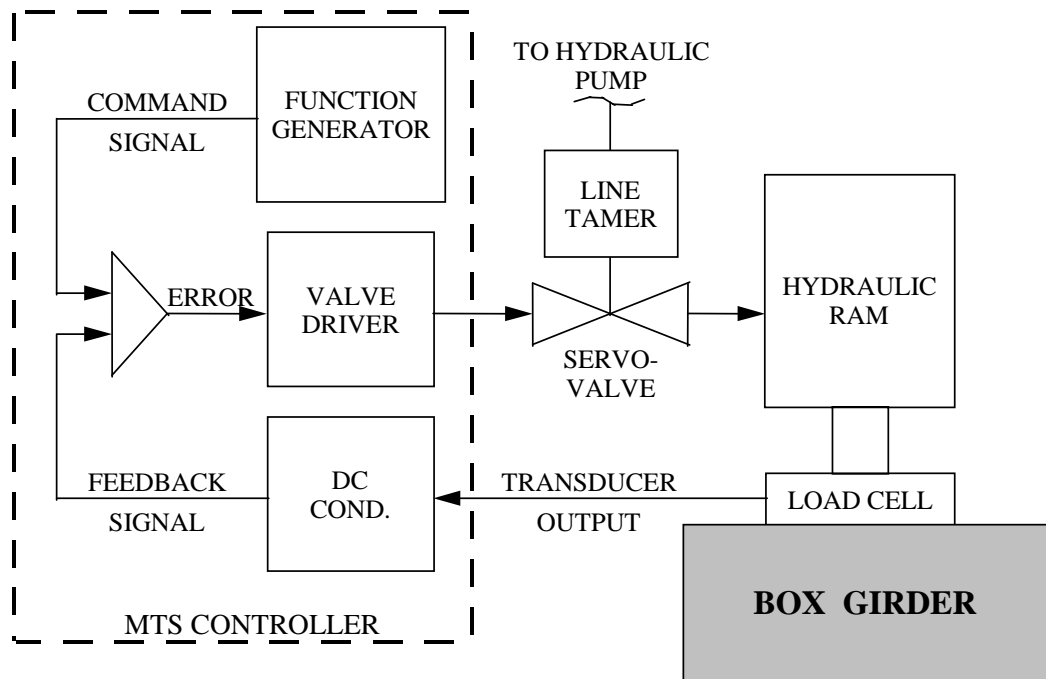 TO HYDRAULIC
PUMP
COMMAND
SIGNAL
FUNCTION
GENERATOR
LINE
TAMER
ERROR
VALVE
DRIVER
SERVO-
VALVE
HYDRAULIC
RAM
FEEDBACK
SIGNAL
DC
COND.
TRANSDUCER
OUTPUT
LOAD CELL
BOX GIRDER
MTS CONTROLLER